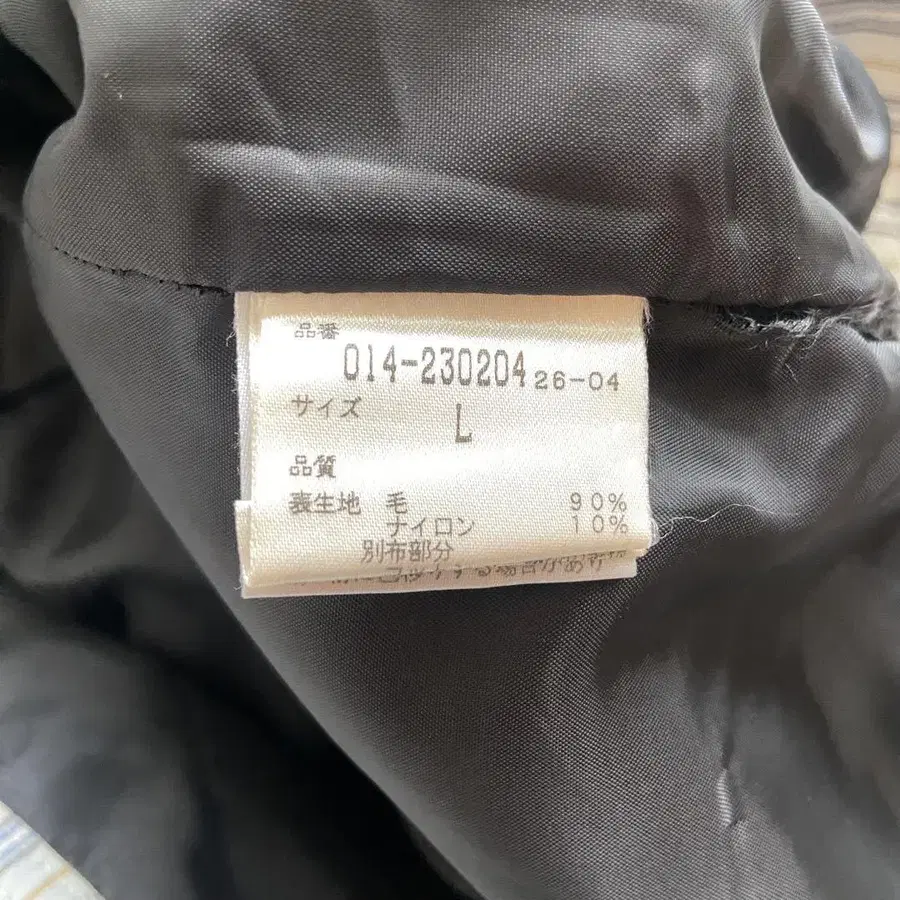 品番
014-230204 26-04
サイズ
L
品質
表生地 毛 90%
ナイロン 10%
別布部分